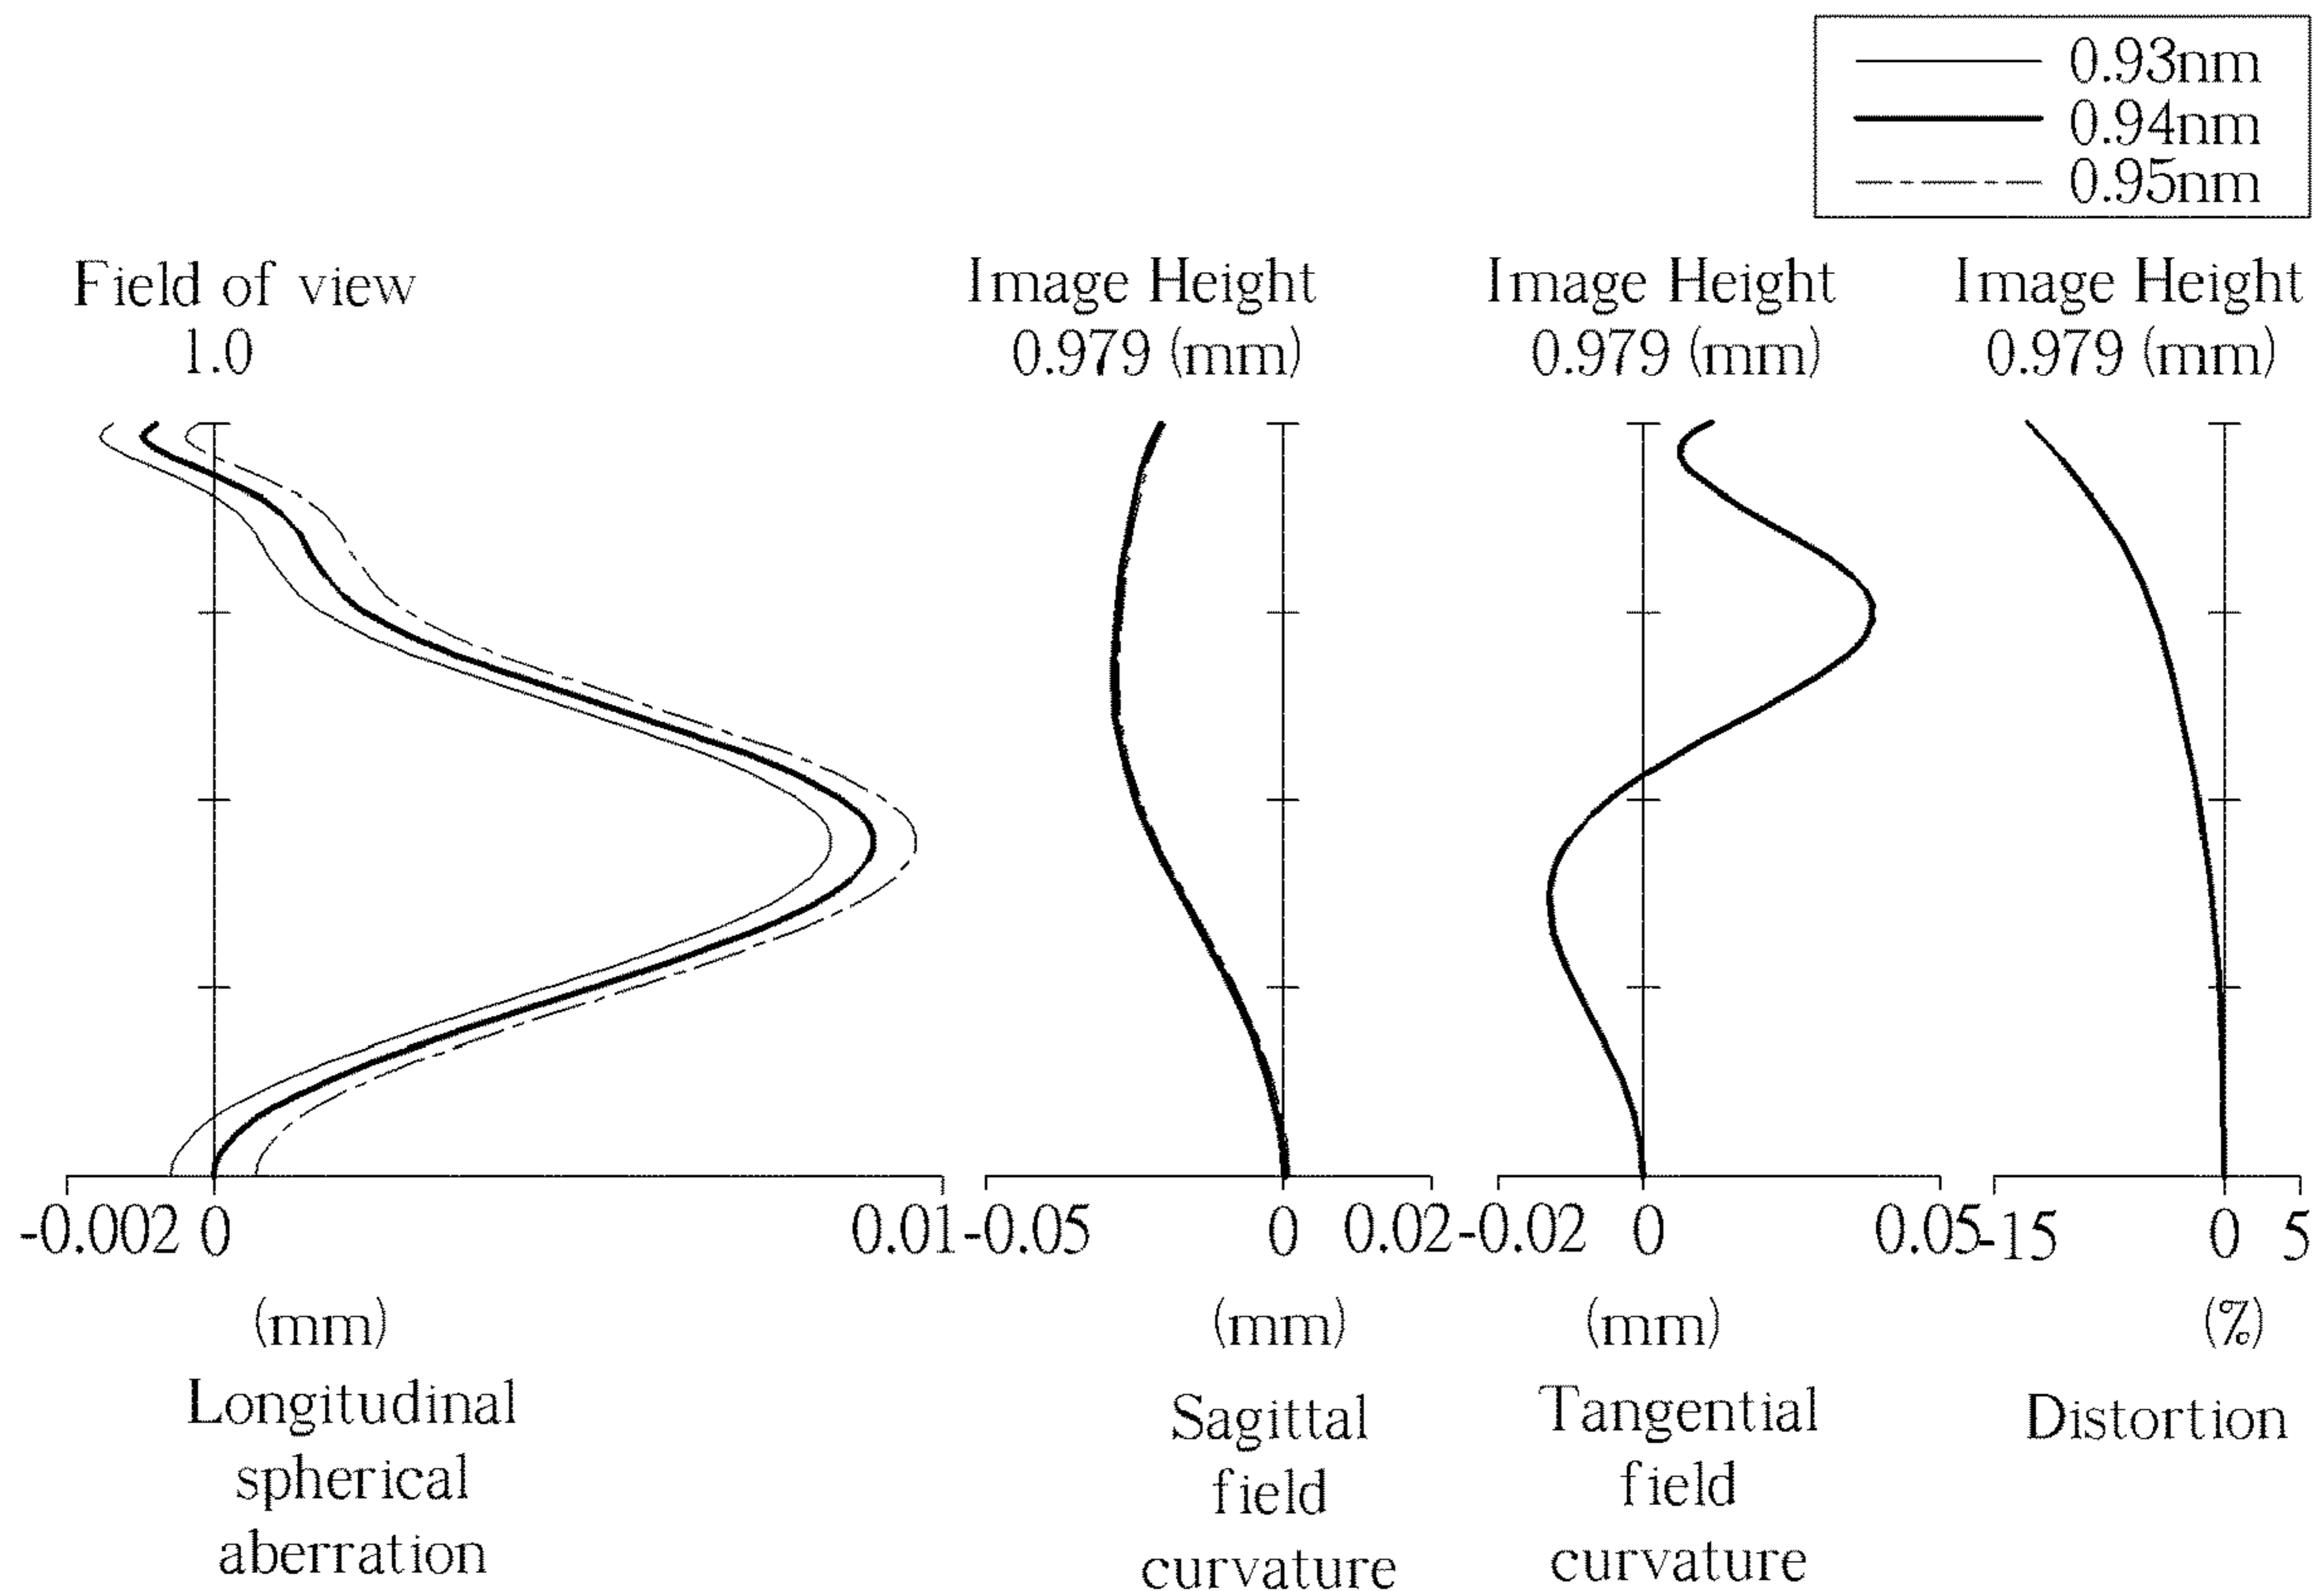 0.93nm
0.94nm
0.95nm
Field of view
1.0
Image Height
0.979 (mm)
Image Height
0.979 (mm)
Image Height
0.979 (mm)
-0.002 0 0.01
-0.05 0 0.02
-0.02 0 0.05
-15 0 5
(mm)
Longitudinal
spherical
aberration
(mm)
Sagittal
field
curvature
(mm)
Tangential
field
curvature
(%)
Distortion